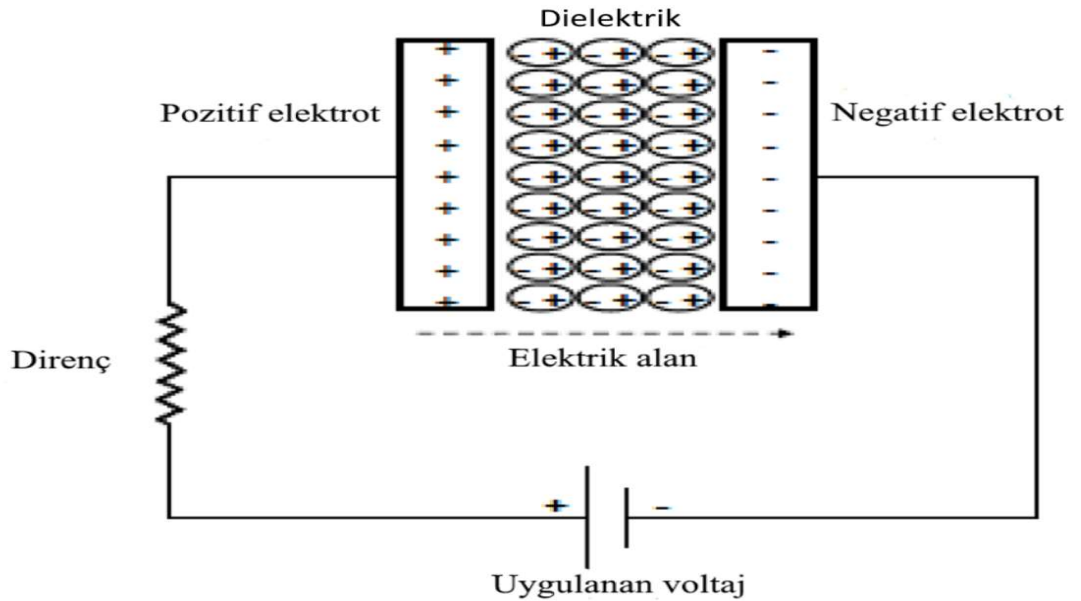 Dielektrik
Pozitif elektrot
Negatif elektrot
Elektrik alan
Direnç
+ -
Uygulanan voltaj